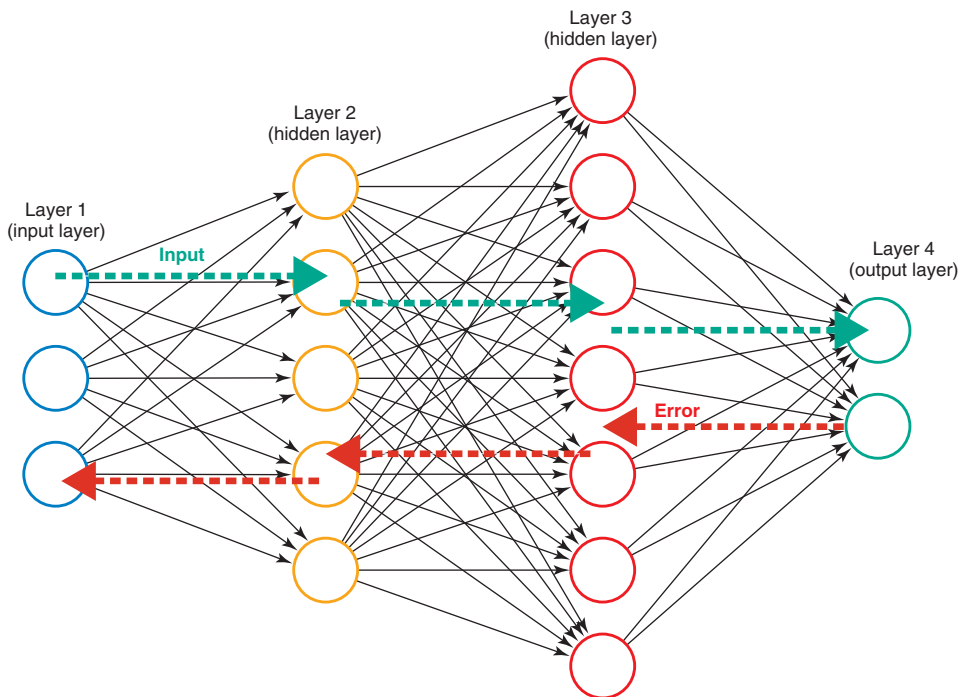 Layer 3
(hidden layer)
Layer 2
(hidden layer)
Layer 1
(input layer)
Input
Layer 4
(output layer)
Error